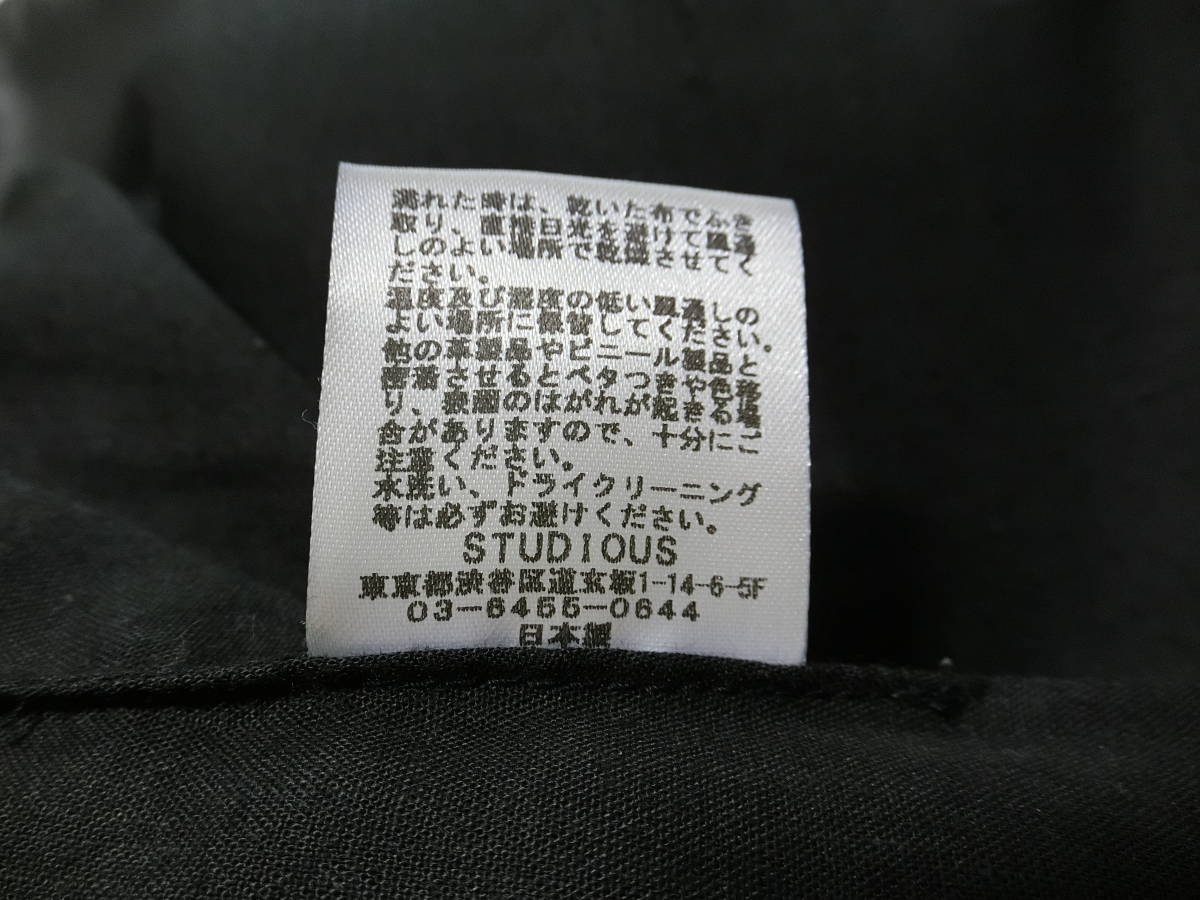 濡れた時は、乾いた布でふき
取り、直接日光を避けて風通
しのよい場所で乾燥させて
ください。
温度及び湿度の低い風通しの
よい場所に保管してください。
他の革製品やビニール製品と
密着させるとベタつきや色移
り、表面のはがれが起きる場
合がありますので、十分にご
注意ください。
水洗い、ドライクリーニング
等は必ずお避けください。
STUDIOUS
東京都渋谷区道玄坂1-14-6-5F
03-6455-0644
日本製